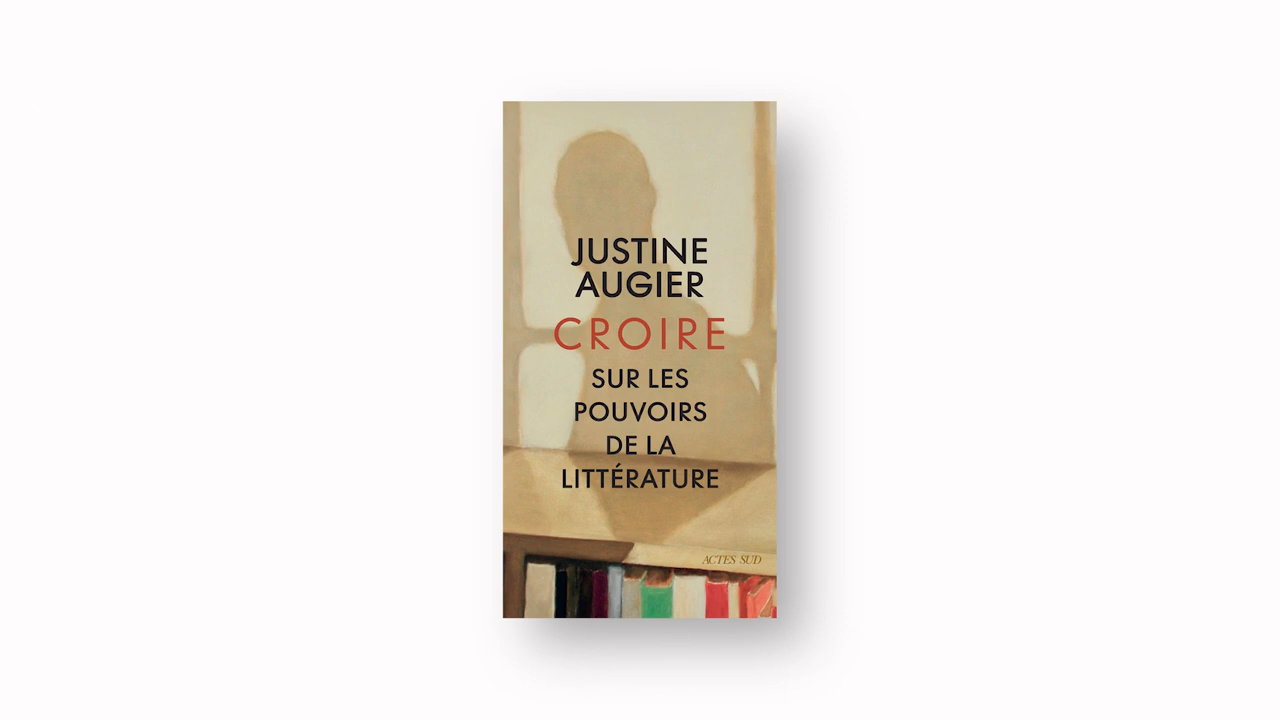 JUSTINE
AUGIER
CROIRE
SUR LES
POUVOIRS
DE LA
LITTÉRATURE
ACTES SUD